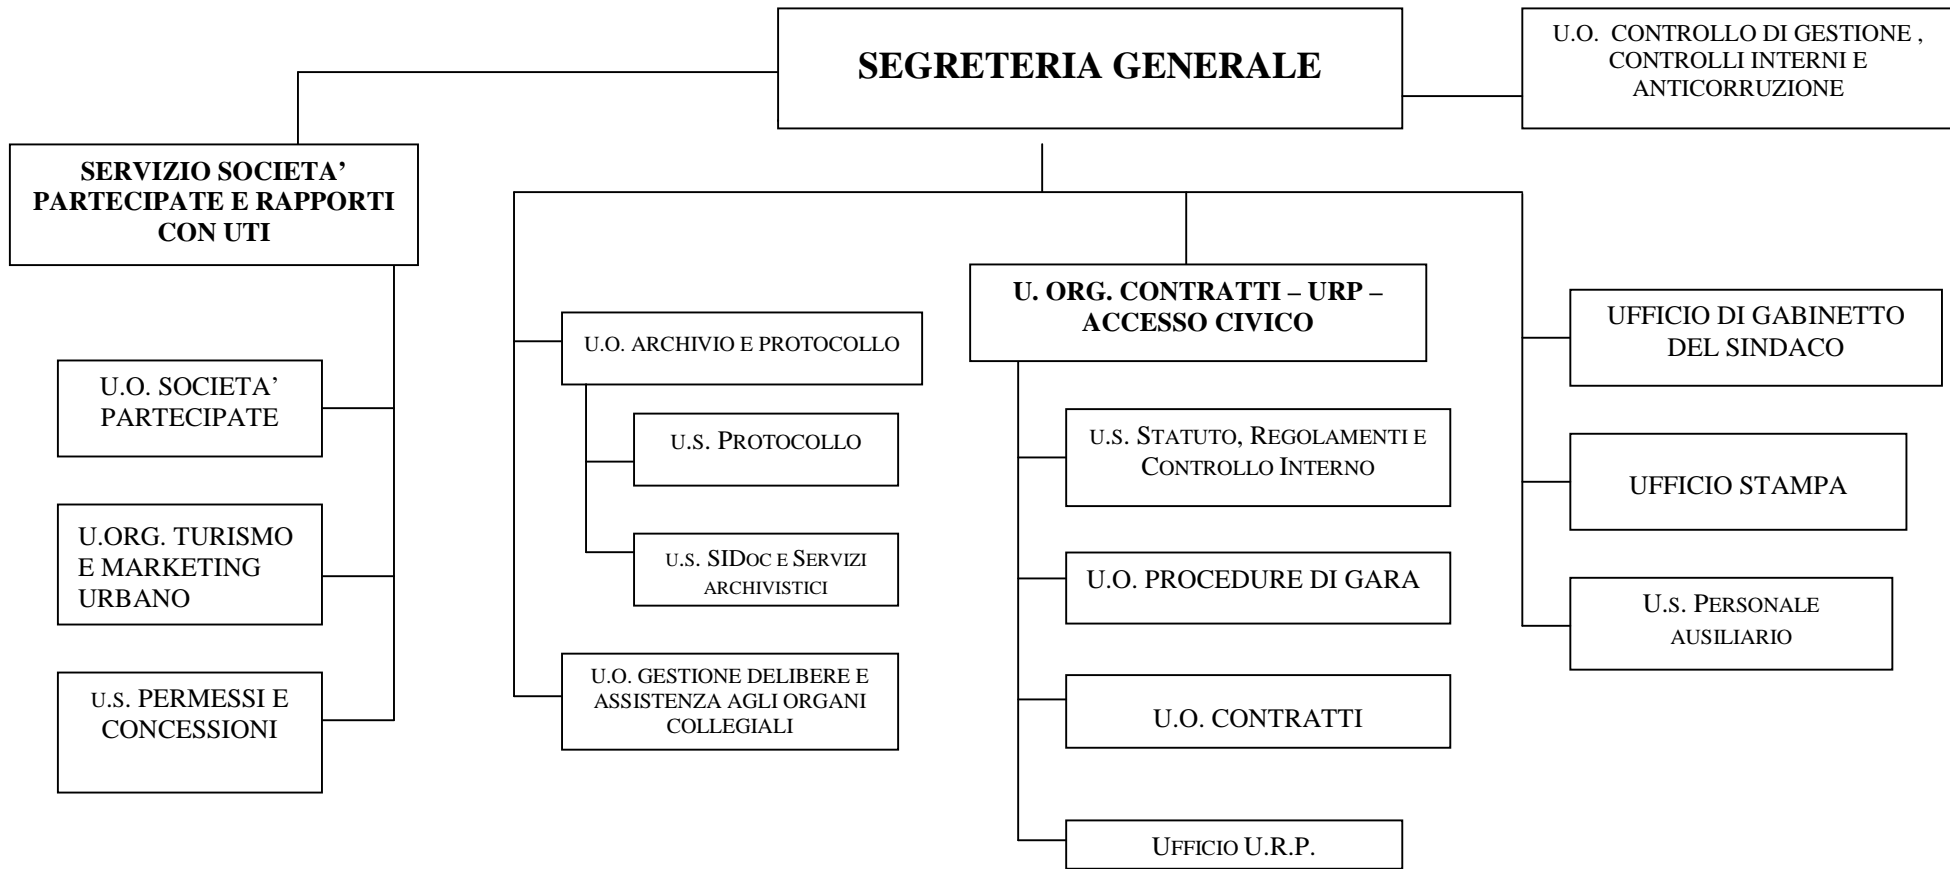 SEGRETERIA GENERALE
U.O. CONTROLLO DI GESTIONE ,
CONTROLLI INTERNI E
ANTICORRUZIONE
SERVIZIO SOCIETA’
PARTECIPATE E RAPPORTI
CON UTI
U.O. SOCIETA’
PARTECIPATE
U.ORG. TURISMO
E MARKETING
URBANO
U.S. PERMESSI E
CONCESSIONI
U.O. ARCHIVIO E PROTOCOLLO
U.S. PROTOCOLLO
U.S. SIDOC E SERVIZI
ARCHIVISTICI
U.O. GESTIONE DELIBERE E
ASSISTENZA AGLI ORGANI
COLLEGIALI
U. ORG. CONTRATTI – URP –
ACCESSO CIVICO
U.S. STATUTO, REGOLAMENTI E
CONTROLLO INTERNO
U.O. PROCEDURE DI GARA
U.O. CONTRATTI
UFFICIO U.R.P.
UFFICIO DI GABINETTO
DEL SINDACO
UFFICIO STAMPA
U.S. PERSONALE
AUSILIARIO